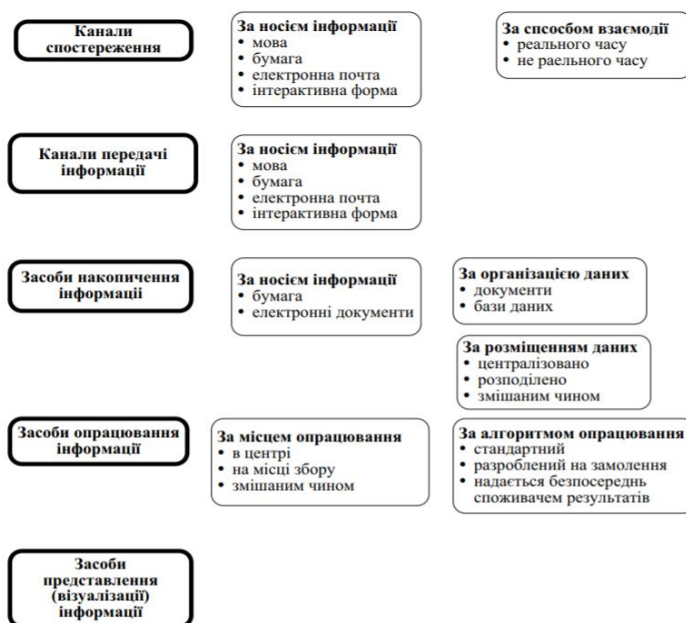 Канали
спостереження
За носієм інформації
• мова
• бумага
• електронна почта
• інтерактивна форма
За спсосбом взаємодії
• реального часу
• не раельного часу
Канали передачі
інформації
За носієм інформації
• мова
• бумага
• електронна почта
• інтерактивна форма
Засоби накопичення
інформаціі
За носієм інформації
• бумага
• електронні документи
За організацією даних
• документи
• бази даних
За розміщенням даних
• централізовано
• розподілено
• змішаним чином
Засоби опрацювання
інформації
За місцем опрацювання
• в центрі
• на місці збору
• змішаним чином
За алгоритмом опрацювання
• стандартний
• разроблений на замолення
• надається безпосереднь
споживачем результатів
Засоби
представлення
(візуалізації)
інформації